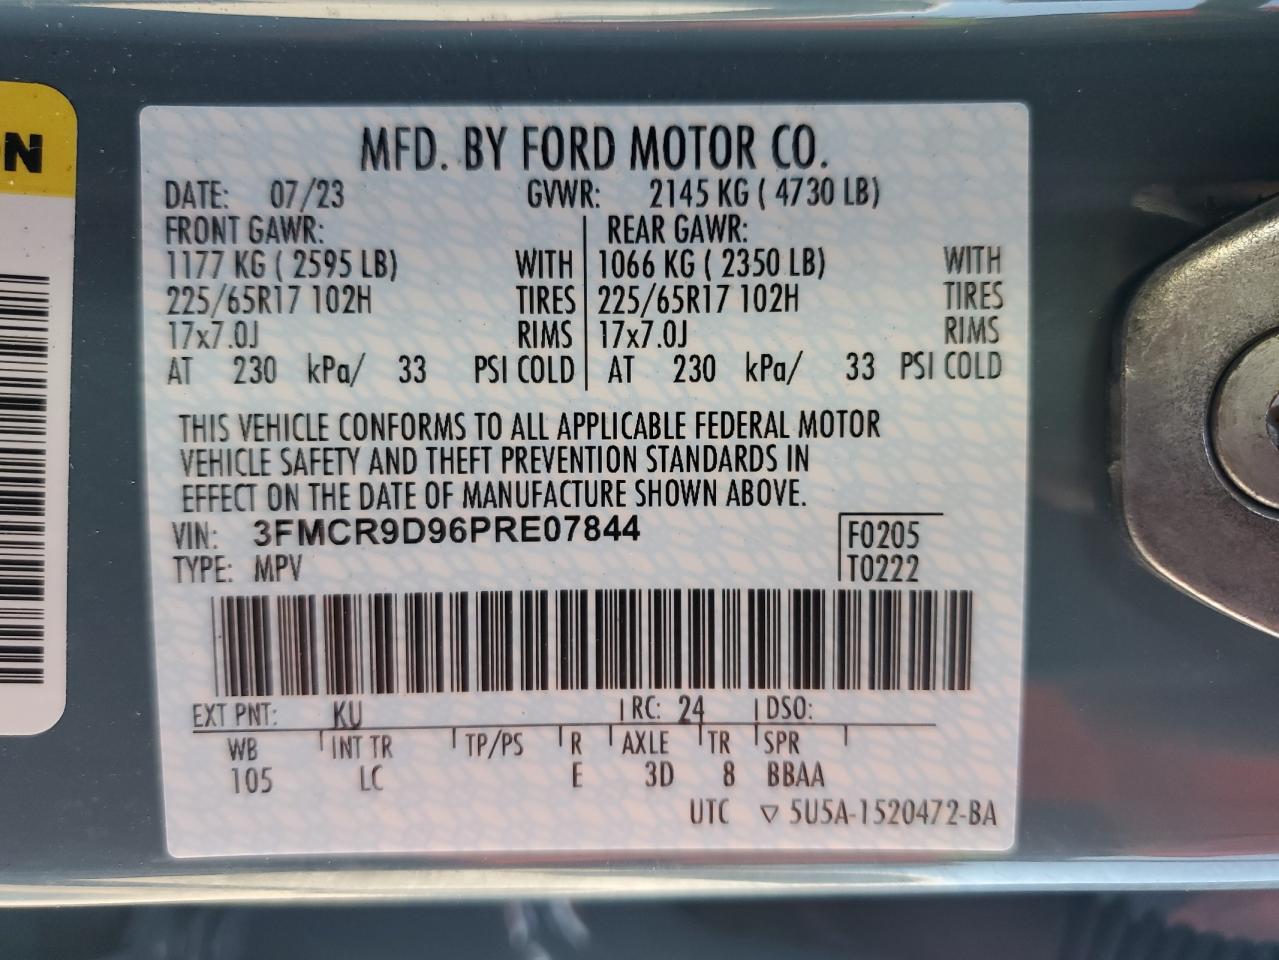 N
MFD. BY FORD MOTOR CO.
DATE: 07/23 GVWR: 2145 KG ( 4730 LB)
FRONT GAWR: REAR GAWR:
1177 KG ( 2595 LB) WITH 1066 KG ( 2350 LB) WITH
225/65R17 102H TIRES 225/65R17 102H TIRES
17x7.0J RIMS 17x7.0J RIMS
AT 230 kPa/ 33 PSI COLD AT 230 kPa/ 33 PSI COLD
THIS VEHICLE CONFORMS TO ALL APPLICABLE FEDERAL MOTOR
VEHICLE SAFETY AND THEFT PREVENTION STANDARDS IN
EFFECT ON THE DATE OF MANUFACTURE SHOWN ABOVE.
VIN: 3FMCR9D96PRE07844 F0205
TYPE: MPV T0222
EXT PNT: KU RC: 24 DSO:
WB INT TR TP/PS R AXLE TR SPR
105 LC E 3D 8 BBAA
UTC ▽ 5U5A-1520472-BA